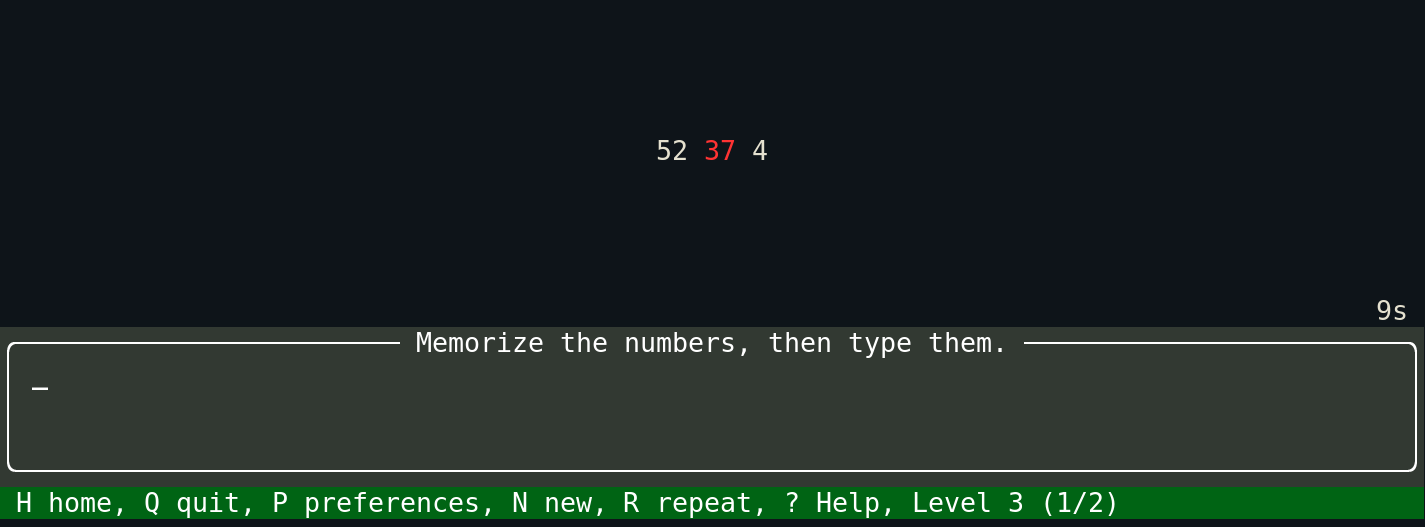 52 37 4
9s
Memorize the numbers, then type them.
H home, Q quit, P preferences, N new, R repeat, ? Help, Level 3 (1/2)